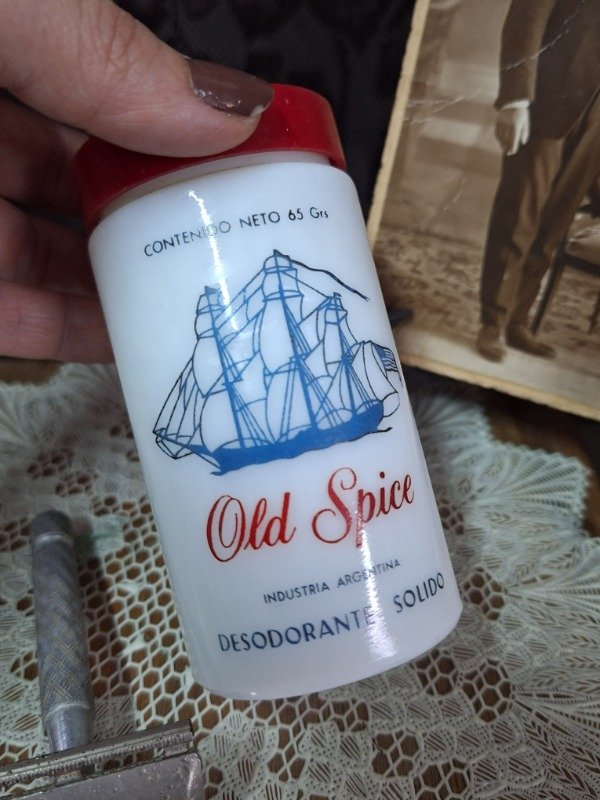 CONTENIDO NETO 65 Grs
Old Spice
INDUSTRIA ARGENTINA
DESODORANTE SOLIDO